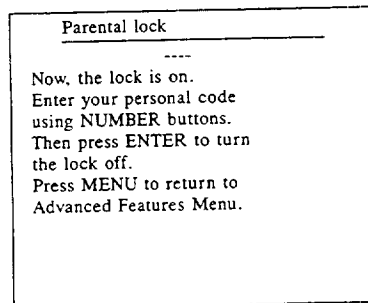 Parental lock
----
Now, the lock is on.
Enter your personal code
using NUMBER buttons.
Then press ENTER to turn
the lock off.
Press MENU to return to
Advanced Features Menu.